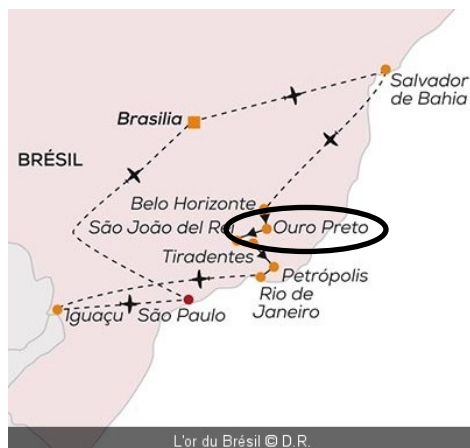 Salvador
de Bahia
Brasilia
BRÉSIL
Belo Horizonte
São João del Rei
Ouro Preto
Tiradentes
Petrópolis
Rio de
Janeiro
Iguaçu
São Paulo
L'or du Brésil © D.R.